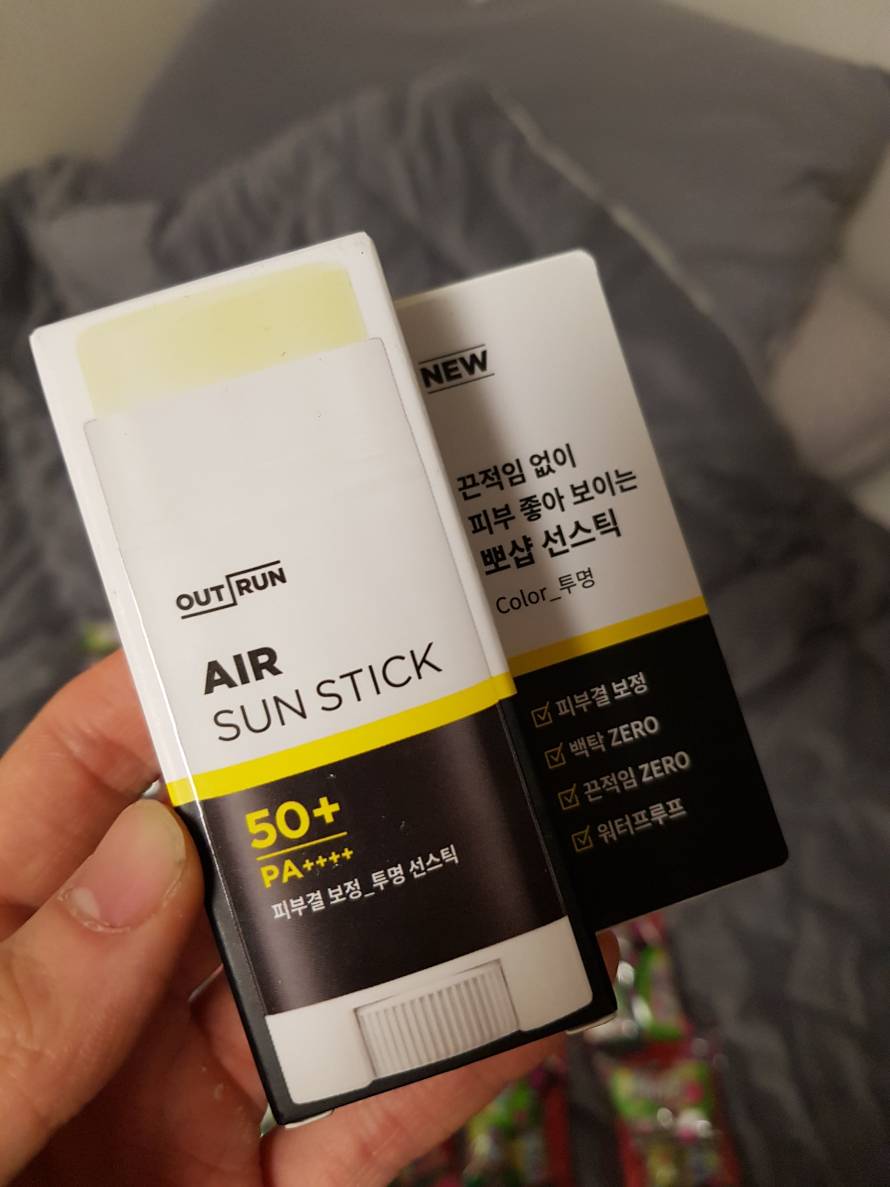 OUTRUN
AIR
SUN STICK
50+
PA++++
피부결 보정_투명 선스틱
NEW
끈적임 없이
피부 좋아 보이는
뽀샵 선스틱
Color_투명
피부결 보정
백탁 ZERO
끈적임 ZERO
워터프루프